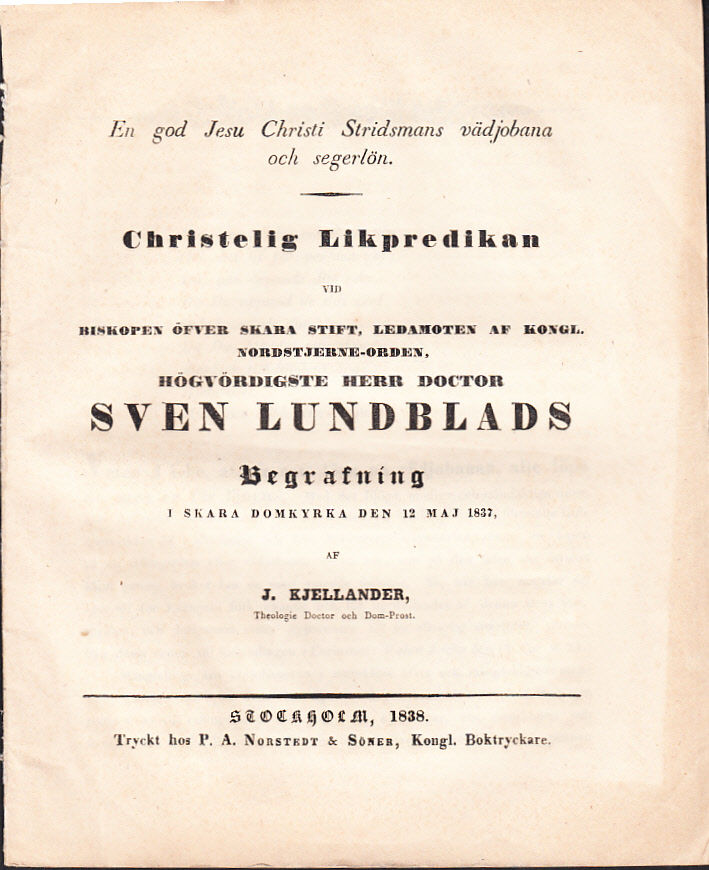 En god Jesu Christi Stridsmans vädjobana
och segerlön.
Christelig Likpredikan
VID
BISKOPEN ÖFVER SKARA STIFT, LEDAMOTEN AF KONGL.
NORDSTJERNE-ORDEN,
HÖGVÖRDIGSTE HERR DOCTOR
SVEN LUNDBLADS
Begrafning
I SKARA DOMKYRKA DEN 12 MAJ 1837,
AF
J. KJELLANDER,
Theologie Doctor och Dom-Prost.
STOCKHOLM, 1838.
Tryckt hos P. A. NORSTEDT & SÖNER, Kongl. Boktryckare.